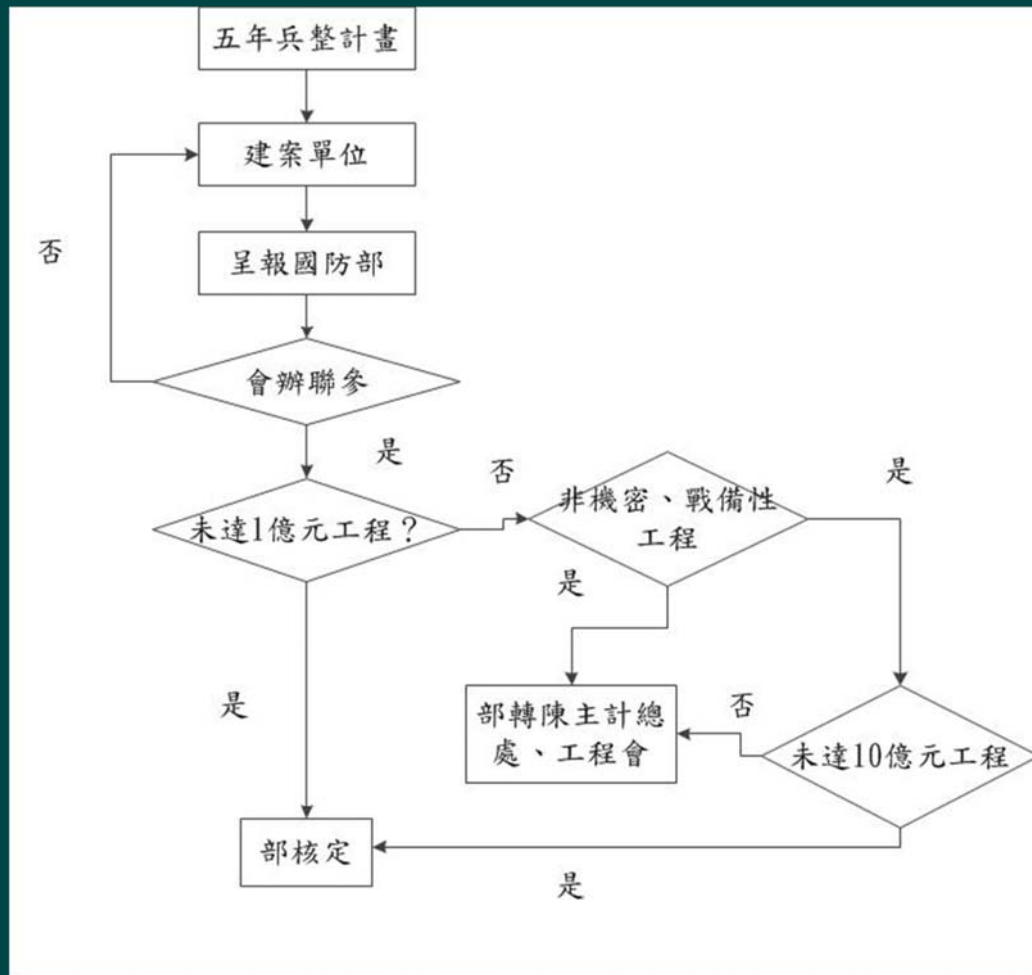 五年兵整計畫
建案單位
否
呈報國防部
會辦聯參
是
否
是
未達1億元工程？
非機密、戰備性
工程
是
是
部轉陳主計總
處、工程會
否
未達10億元工程
部核定
是